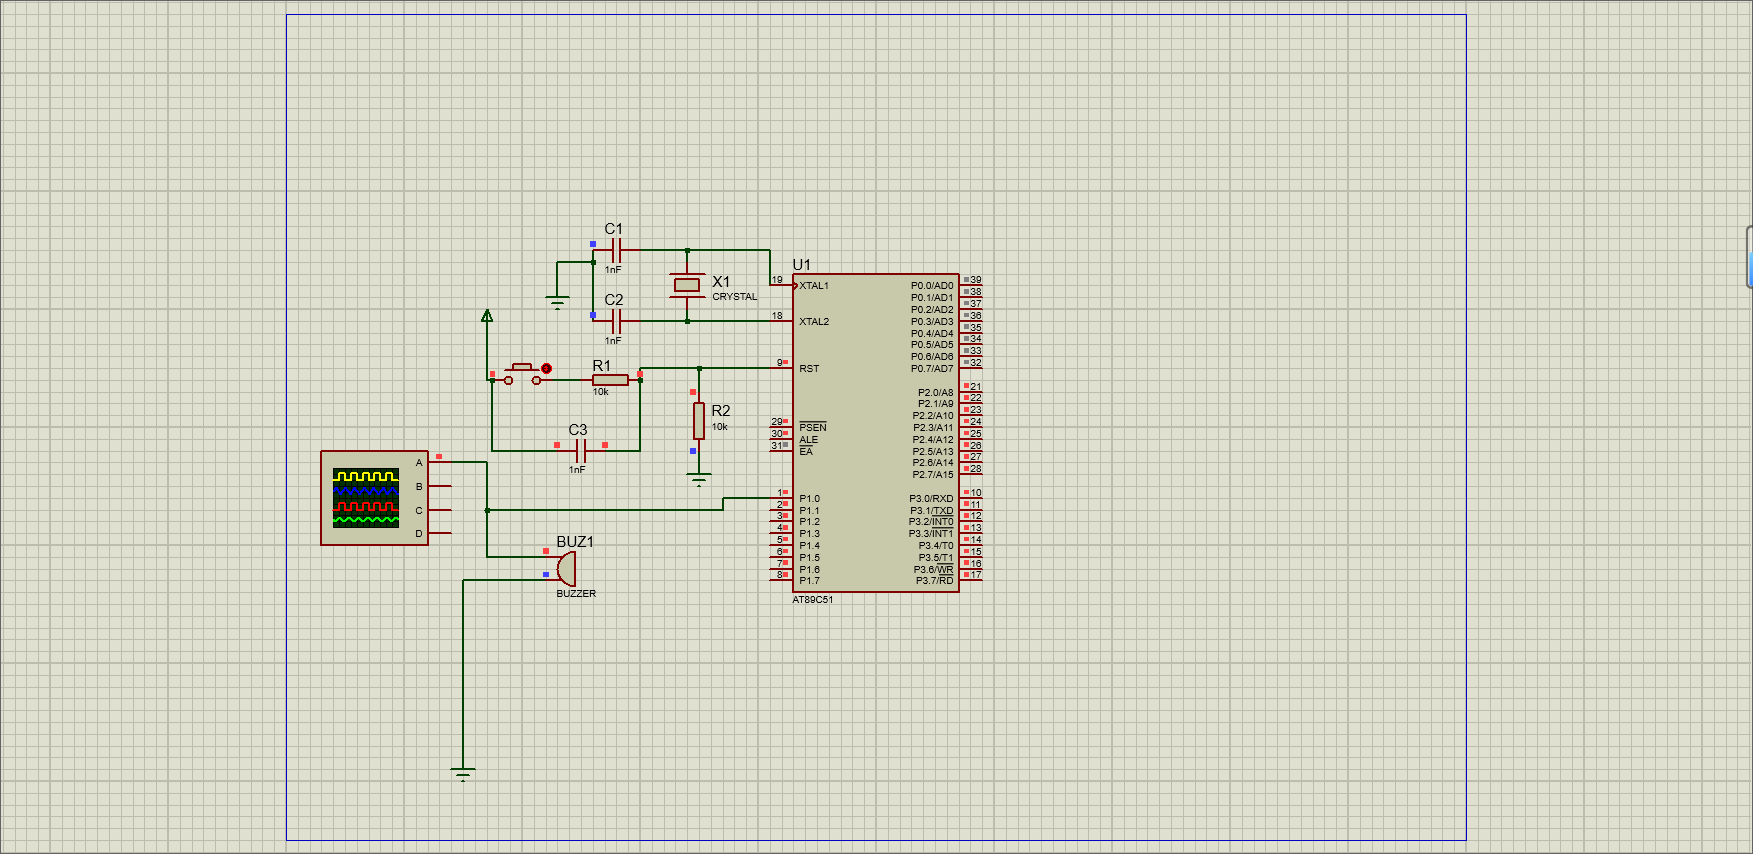 C1
1nF
X1
CRYSTAL
C2
1nF
R1
10k
R2
10k
C3
1nF
A
B
C
D
BUZ1
BUZZER
U1
19 XTAL1
18 XTAL2
9 RST
29 PSEN
30 ALE
31 EA
1 P1.0
2 P1.1
3 P1.2
4 P1.3
5 P1.4
6 P1.5
7 P1.6
8 P1.7
P0.0/AD0 39
P0.1/AD1 38
P0.2/AD2 37
P0.3/AD3 36
P0.4/AD4 35
P0.5/AD5 34
P0.6/AD6 33
P0.7/AD7 32
P2.0/A8 21
P2.1/A9 22
P2.2/A10 23
P2.3/A11 24
P2.4/A12 25
P2.5/A13 26
P2.6/A14 27
P2.7/A15 28
P3.0/RXD 10
P3.1/TXD 11
P3.2/INT0 12
P3.3/INT1 13
P3.4/T0 14
P3.5/T1 15
P3.6/WR 16
P3.7/RD 17
AT89C51